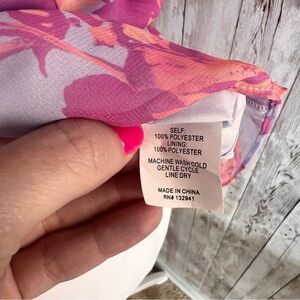 SELF:
100% POLYESTER
LINING:
100% POLYESTER
MACHINE WASH COLD
GENTLE CYCLE
LINE DRY
MADE IN CHINA
RN# 132941